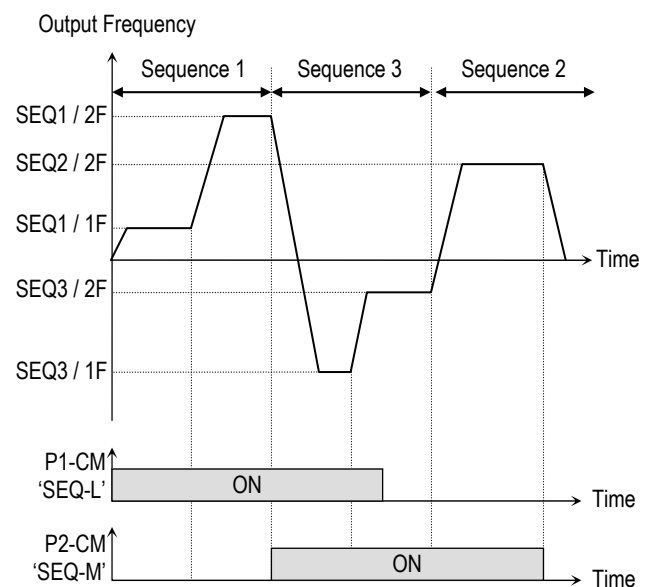 Output Frequency
Sequence 1
Sequence 3
Sequence 2
SEQ1 / 2F
SEQ2 / 2F
SEQ1 / 1F
Time
SEQ3 / 2F
SEQ3 / 1F
P1-CM
‘SEQ-L’
ON
Time
P2-CM
‘SEQ-M’
ON
Time